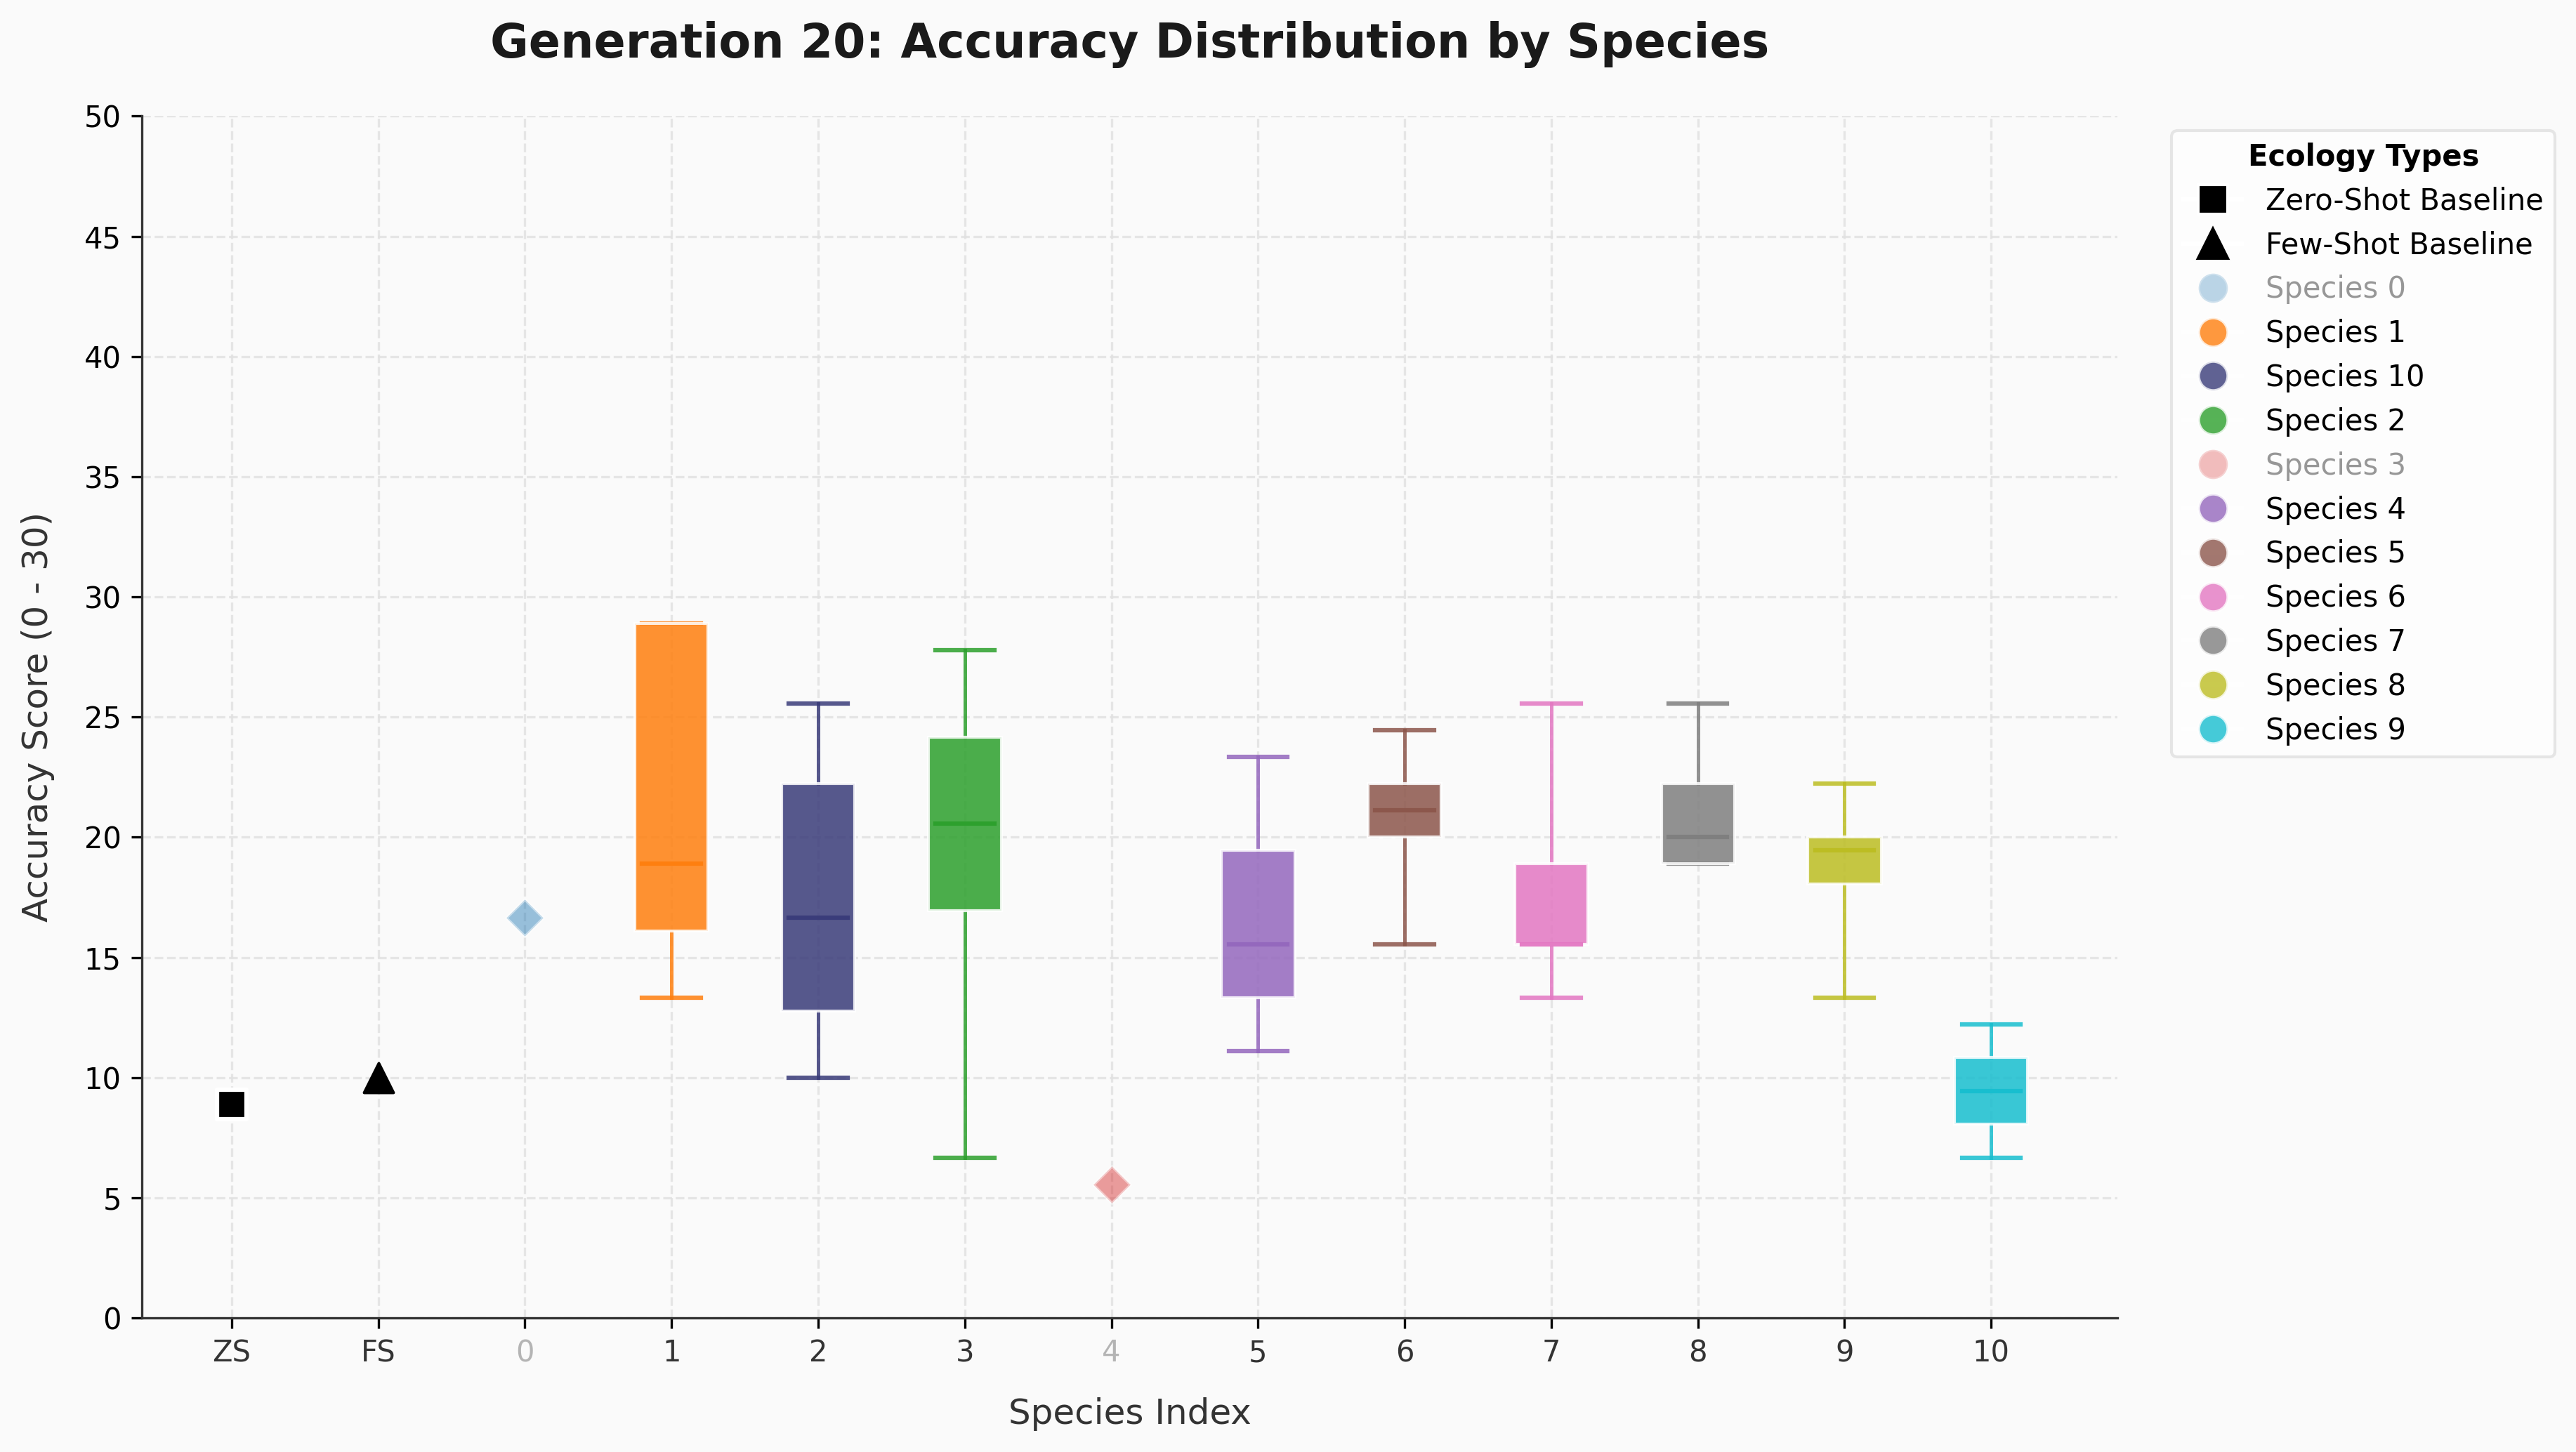 Generation 20: Accuracy Distribution by Species
50
45
40
35
30
25
20
15
10
5
0
Accuracy Score (0 - 30)
ZS FS 0 1 2 3 4 5 6 7 8 9 10
Species Index
Ecology Types
Zero-Shot Baseline
Few-Shot Baseline
Species 0
Species 1
Species 10
Species 2
Species 3
Species 4
Species 5
Species 6
Species 7
Species 8
Species 9